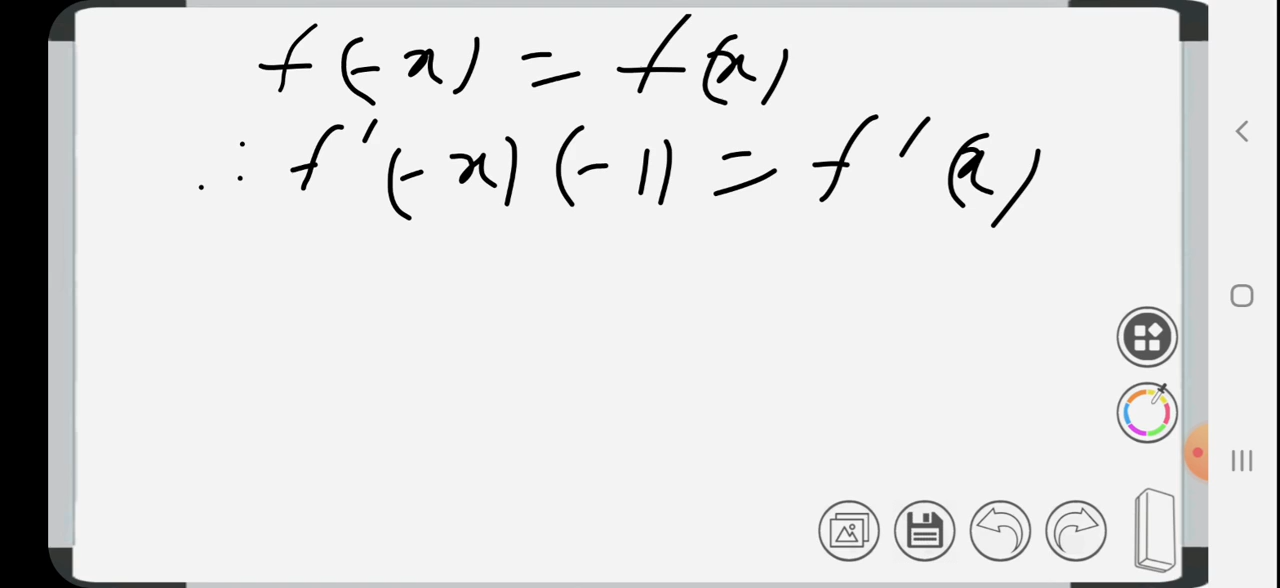 f(-x) = f(x)
∴ f'(-x)(-1) = f'(x)